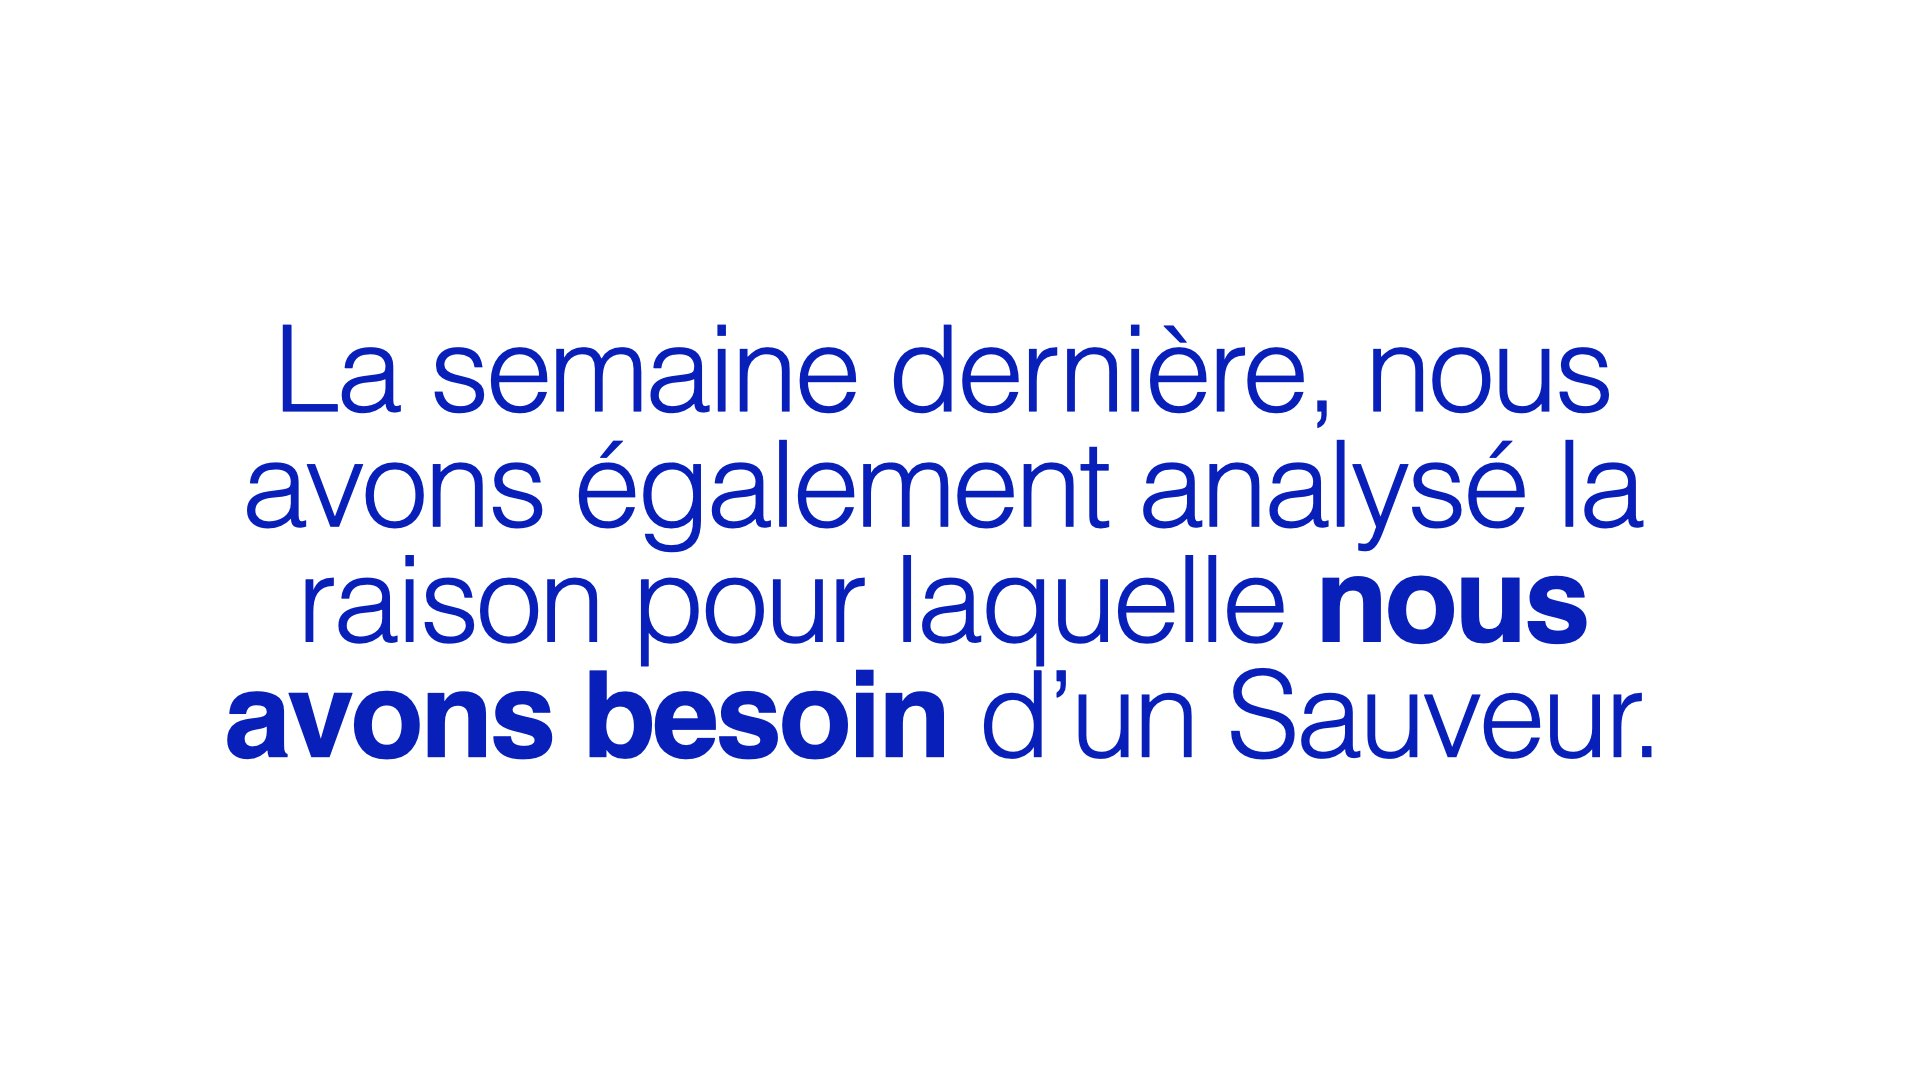 La semaine dernière, nous
avons également analysé la
raison pour laquelle nous
avons besoin d’un Sauveur.